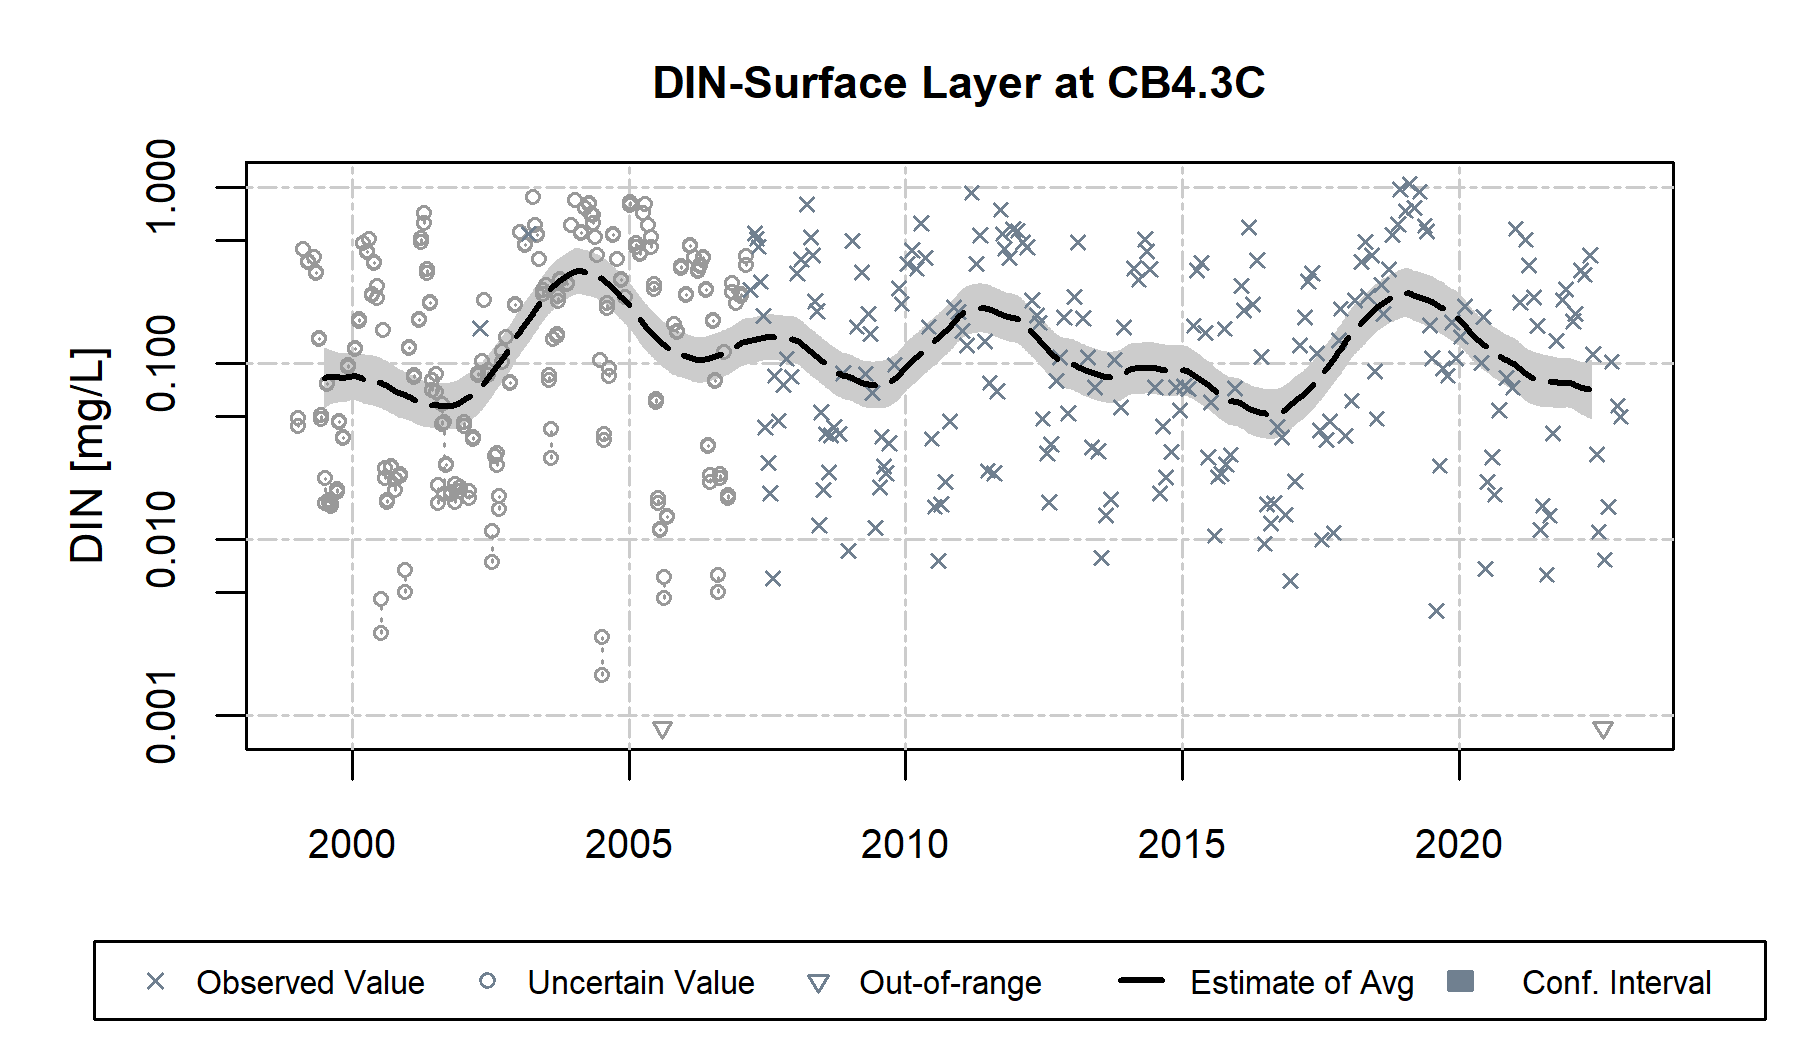 DIN-Surface Layer at CB4.3C
DIN [mg/L]
1.000
0.100
0.010
0.001
2000 2005 2010 2015 2020
Observed Value Uncertain Value Out-of-range Estimate of Avg Conf. Interval